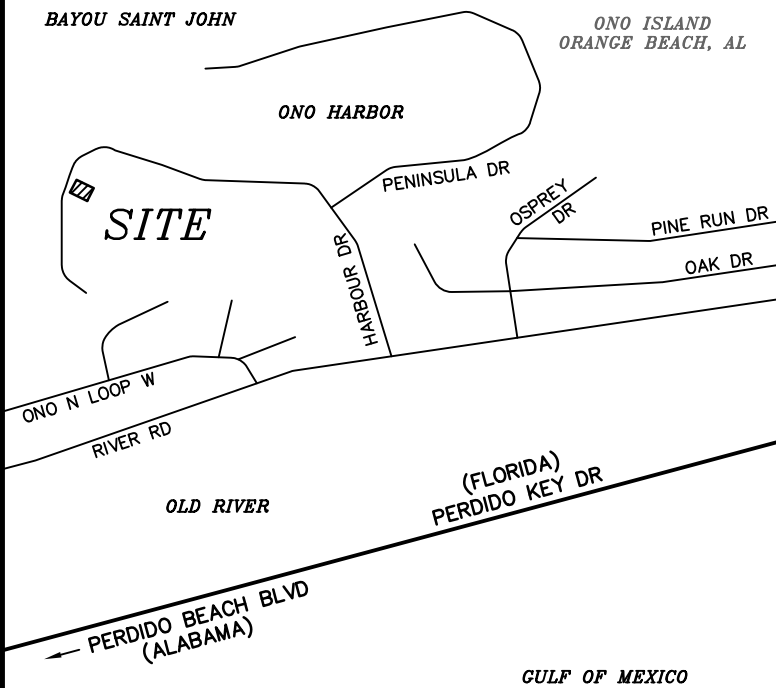 BAYOU SAINT JOHN
ONO ISLAND
ORANGE BEACH, AL
ONO HARBOR
PENINSULA DR
OSPREY
DR
SITE
PINE RUN DR
OAK DR
HARBOUR DR
ONO N LOOP W
RIVER RD
(FLORIDA)
PERDIDO KEY DR
OLD RIVER
PERDIDO BEACH BLVD
(ALABAMA)
GULF OF MEXICO